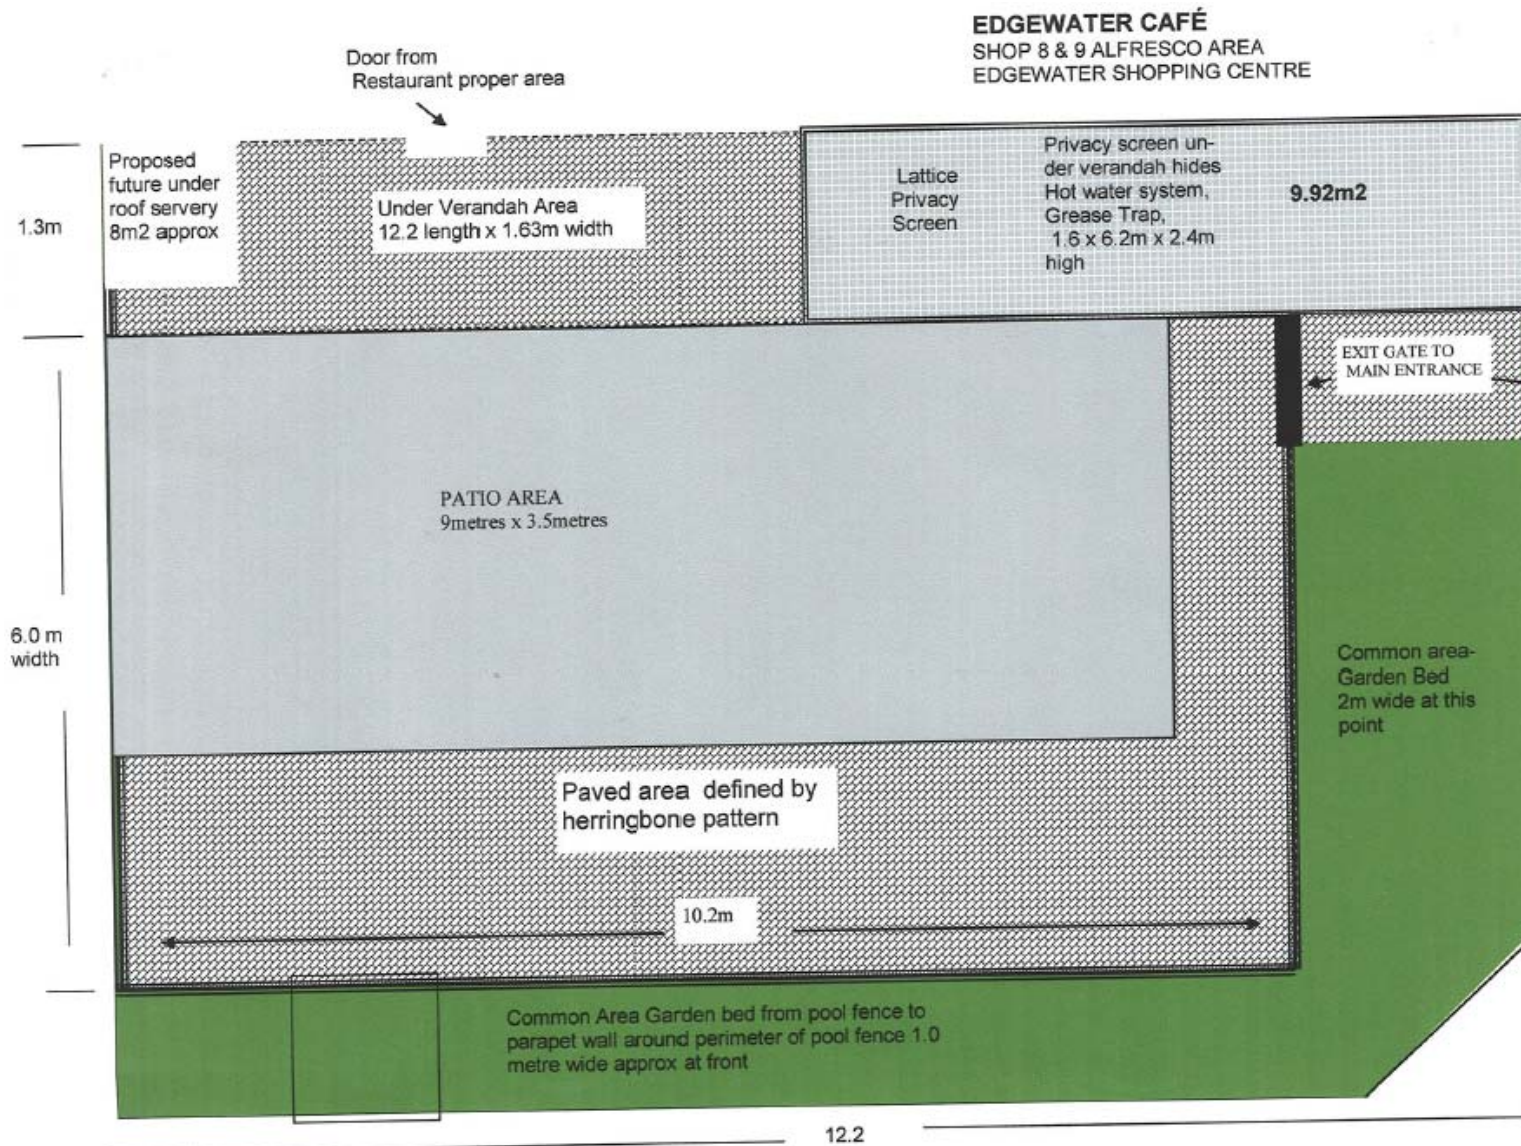 EDGEWATER CAFÉ
SHOP 8 & 9 ALFRESCO AREA
EDGEWATER SHOPPING CENTRE
Door from
Restaurant proper area
Proposed
future under
roof servery
8m2 approx
1.3m
Under Verandah Area
12.2 length x 1.63m width
Lattice
Privacy
Screen
Privacy screen un-
der verandah hides
Hot water system,
Grease Trap,
1.6 x 6.2m x 2.4m
high
9.92m2
EXIT GATE TO
MAIN ENTRANCE
PATIO AREA
9metres x 3.5metres
6.0 m
width
Common area-
Garden Bed
2m wide at this
point
Paved area defined by
herringbone pattern
10.2m
Common Area Garden bed from pool fence to
parapet wall around perimeter of pool fence 1.0
metre wide approx at front
12.2